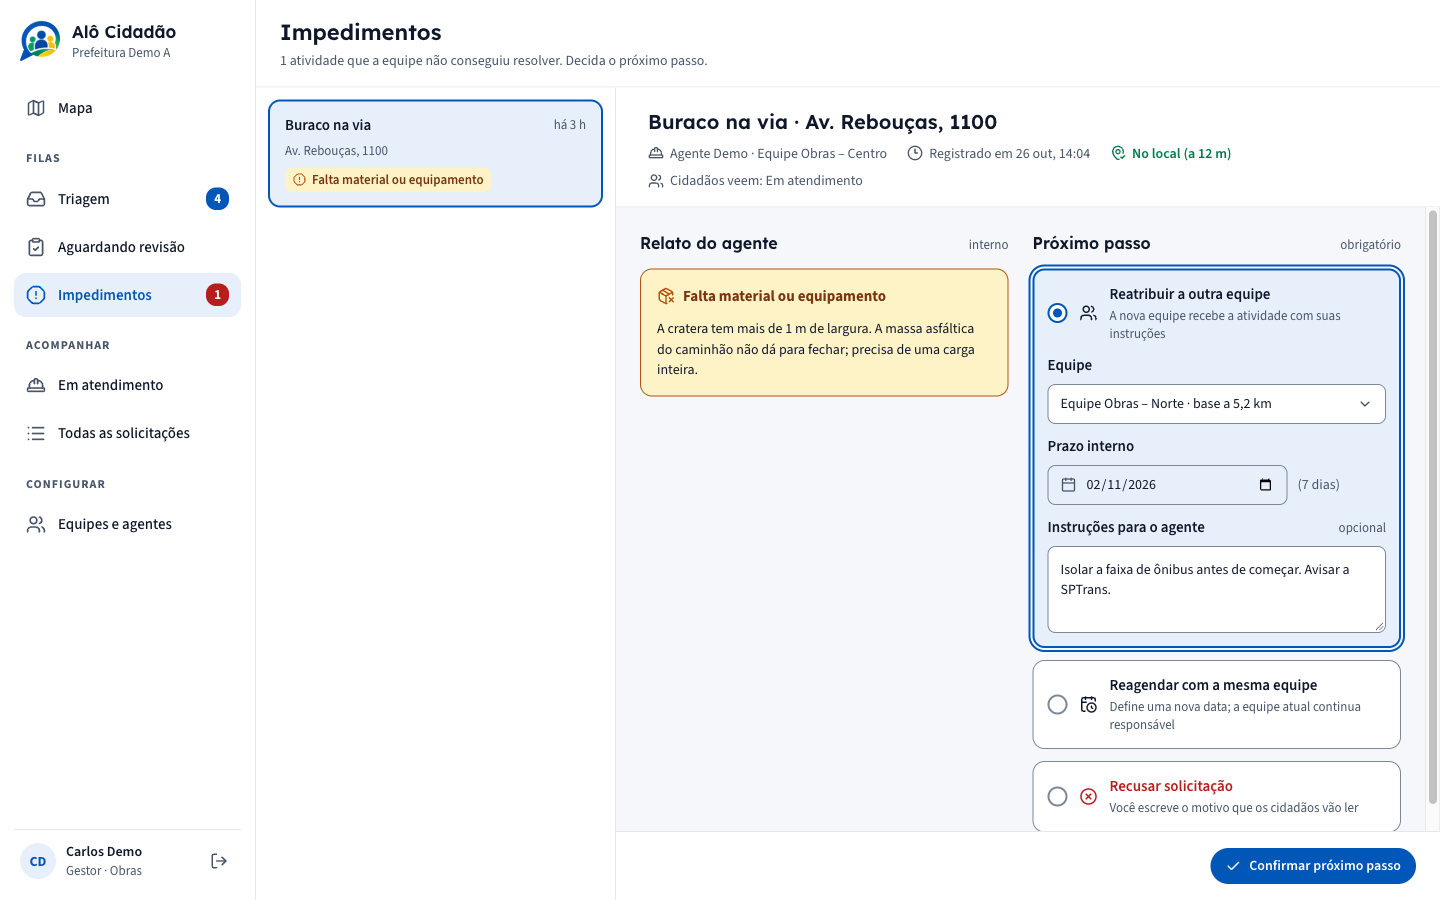 Alô Cidadão
Prefeitura Demo A
Mapa
FILAS
Triagem 4
Aguardando revisão
Impedimentos 1
ACOMPANHAR
Em atendimento
Todas as solicitações
CONFIGURAR
Equipes e agentes
CD
Carlos Demo
Gestor · Obras
Impedimentos
1 atividade que a equipe não conseguiu resolver. Decida o próximo passo.
Buraco na via há 3 h
Av. Rebouças, 1100
Falta material ou equipamento
Buraco na via · Av. Rebouças, 1100
Agente Demo · Equipe Obras – Centro Registrado em 26 out, 14:04 No local (a 12 m)
Cidadãos veem: Em atendimento
Relato do agente interno
Falta material ou equipamento
A cratera tem mais de 1 m de largura. A massa asfáltica
do caminhão não dá para fechar; precisa de uma carga
inteira.
Próximo passo obrigatório
Reatribuir a outra equipe
A nova equipe recebe a atividade com suas
instruções
Equipe
Equipe Obras – Norte · base a 5,2 km
Prazo interno
02/11/2026 (7 dias)
Instruções para o agente opcional
Isolar a faixa de ônibus antes de começar. Avisar a
SPTrans.
Reagendar com a mesma equipe
Define uma nova data; a equipe atual continua
responsável
Recusar solicitação
Você escreve o motivo que os cidadãos vão ler
Confirmar próximo passo